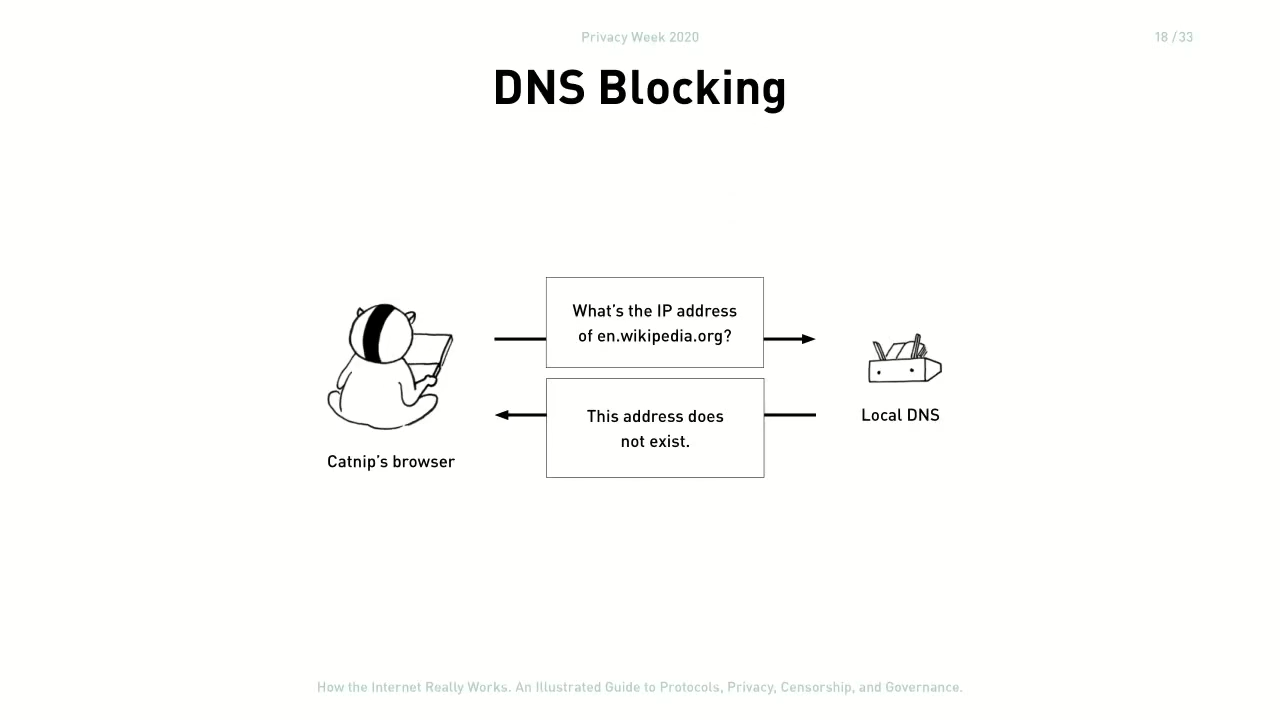 Privacy Week 2020
18 / 33
DNS Blocking
What's the IP address
of en.wikipedia.org?
This address does
not exist.
Local DNS
Catnip's browser
How the Internet Really Works. An Illustrated Guide to Protocols, Privacy, Censorship, and Governance.